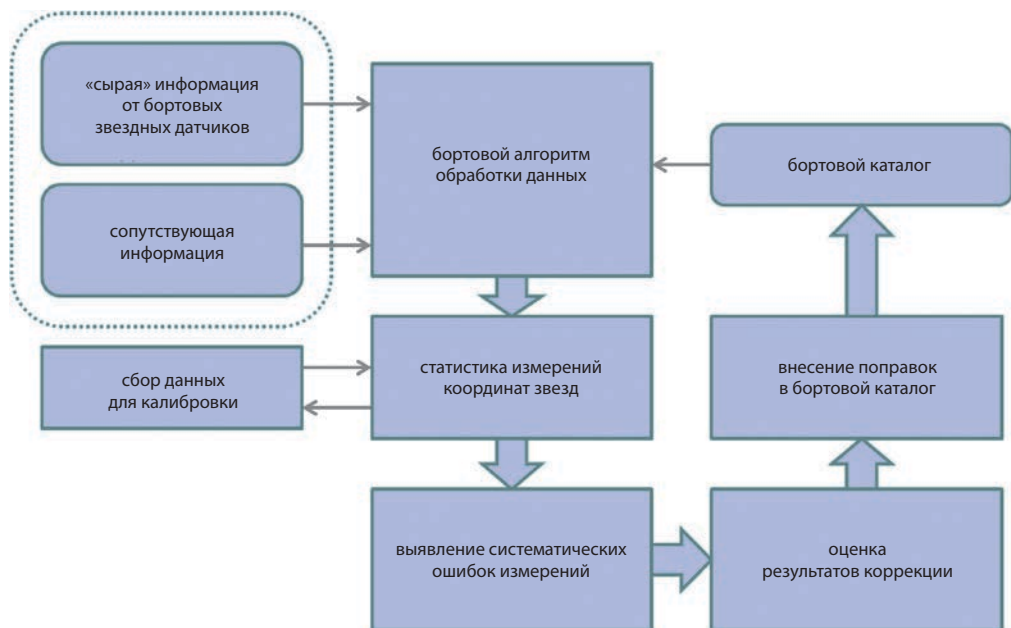 «сырая» информация
от бортовых
звездных датчиков
сопутствующая
информация
бортовой алгоритм
обработки данных
бортовой каталог
сбор данных
для калибровки
статистика измерений
координат звезд
внесение поправок
в бортовой каталог
выявление систематических
ошибок измерений
оценка
результатов коррекции